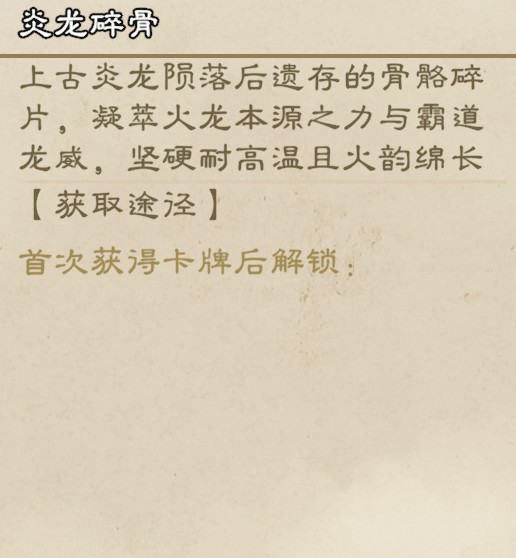 炎龙碎骨
上古炎龙陨落后遗存的骨骼碎
片，凝萃火龙本源之力与霸道
龙威，坚硬耐高温且火韵绵长
【获取途径】
首次获得卡牌后解锁：